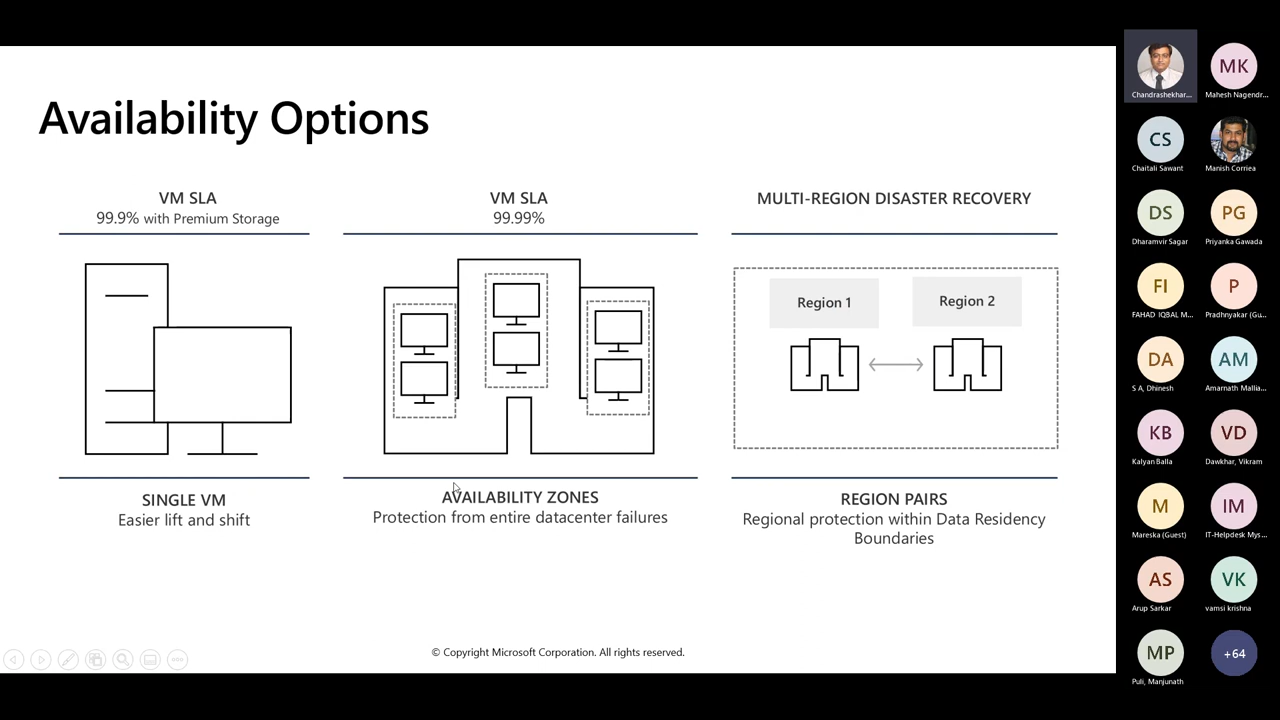 Availability Options
VM SLA
99.9% with Premium Storage
VM SLA
99.99%
MULTI-REGION DISASTER RECOVERY
Region 1
Region 2
SINGLE VM
Easier lift and shift
AVAILABILITY ZONES
Protection from entire datacenter failures
REGION PAIRS
Regional protection within Data Residency
Boundaries
© Copyright Microsoft Corporation. All rights reserved.
Chandrashekhar...
MK
Mahesh Nagendr...
CS
Chaitali Sawant
Manish Corriea
DS
Dharamvir Sagar
PG
Priyanka Gawada
FI
FAHAD IQBAL M...
P
Pradhnyakar (Gu...
DA
S A, Dhinesh
AM
Amarnath Mallia...
KB
Kalyan Balla
VD
Dawkhar, Vikram
M
Mareska (Guest)
IM
IT-Helpdesk Mys...
AS
Arup Sarkar
VK
vamsi krishna
MP
Puli, Manjunath
+64